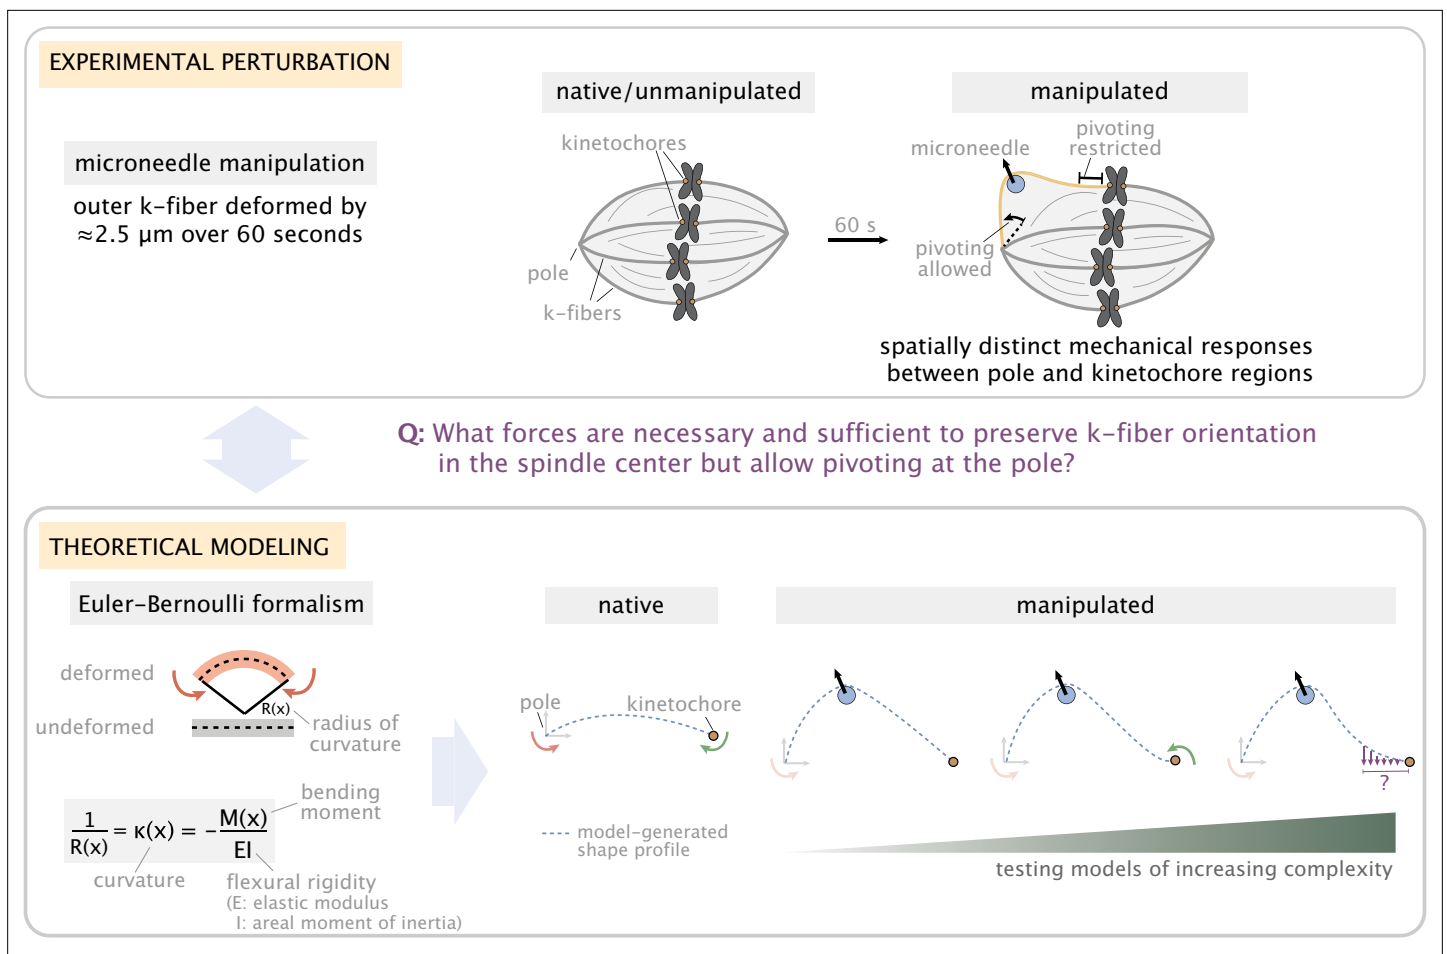 EXPERIMENTAL PERTURBATION
microneedle manipulation
outer k-fiber deformed by
≈2.5 μm over 60 seconds
native/unmanipulated
kinetochores
pole
k-fibers
60 s
manipulated
microneedle
pivoting
restricted
pivoting
allowed
spatially distinct mechanical responses
between pole and kinetochore regions
Q: What forces are necessary and sufficient to preserve k-fiber orientation
in the spindle center but allow pivoting at the pole?
THEORETICAL MODELING
Euler-Bernoulli formalism
deformed
R(x)
undeformed
radius of
curvature
bending
moment
1/R(x) = κ(x) = -M(x)/EI
curvature
flexural rigidity
(E: elastic modulus
I: areal moment of inertia)
native
pole
kinetochore
model-generated
shape profile
manipulated
?
testing models of increasing complexity